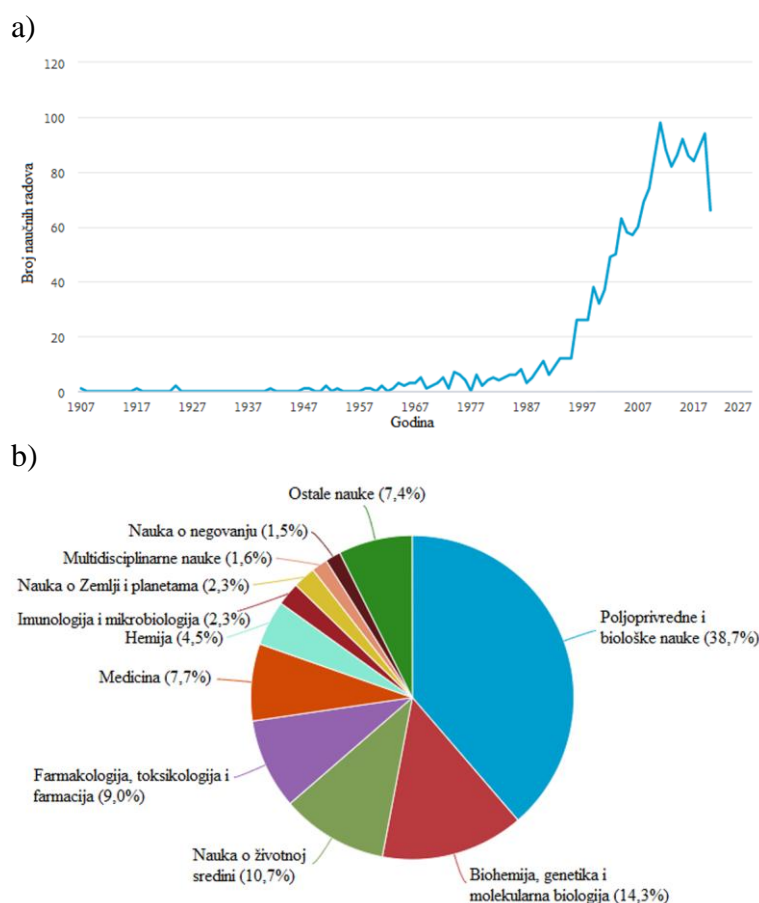 a)
120
100
80
60
40
20
0
Broj naučnih radova
1907 1917 1927 1937 1947 1957 1967 1977 1987 1997 2007 2017 2027
Godina
b)
Ostale nauke (7,4%)
Nauka o negovanju (1,5%)
Multidisciplinarne nauke (1,6%)
Nauka o Zemlji i planetama (2,3%)
Imunologija i mikrobiologija (2,3%)
Hemija (4,5%)
Medicina (7,7%)
Farmakologija, toksikologija i
farmacija (9,0%)
Nauka o životnoj
sredini (10,7%)
Poljoprivredne i
biološke nauke (38,7%)
Biohemija, genetika i
molekularna biologija (14,3%)